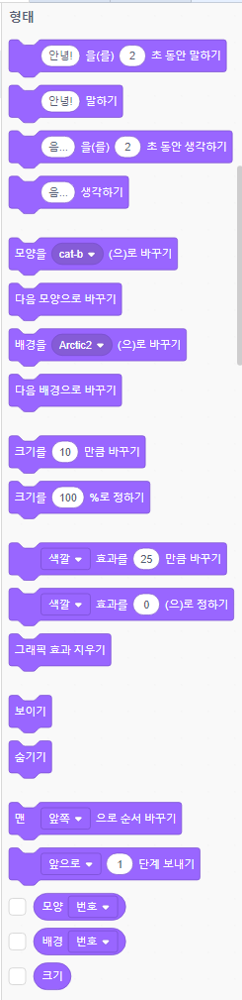 형태
안녕! 을(를) 2 초 동안 말하기
안녕! 말하기
음... 을(를) 2 초 동안 생각하기
음... 생각하기
모양을 cat-b (으)로 바꾸기
다음 모양으로 바꾸기
배경을 Arctic2 (으)로 바꾸기
다음 배경으로 바꾸기
크기를 10 만큼 바꾸기
크기를 100 %로 정하기
색깔 효과를 25 만큼 바꾸기
색깔 효과를 0 (으)로 정하기
그래픽 효과 지우기
보이기
숨기기
맨 앞쪽 으로 순서 바꾸기
앞으로 1 단계 보내기
모양 번호
배경 번호
크기